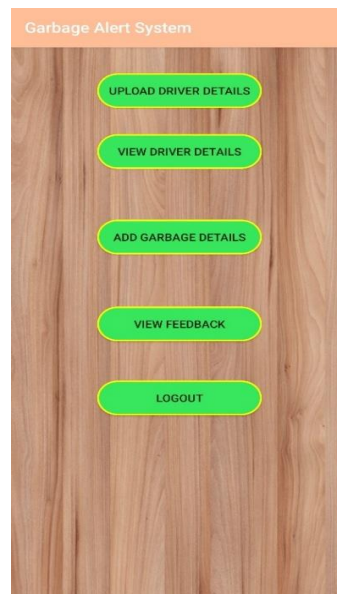 Garbage Alert System
UPLOAD DRIVER DETAILS
VIEW DRIVER DETAILS
ADD GARBAGE DETAILS
VIEW FEEDBACK
LOGOUT